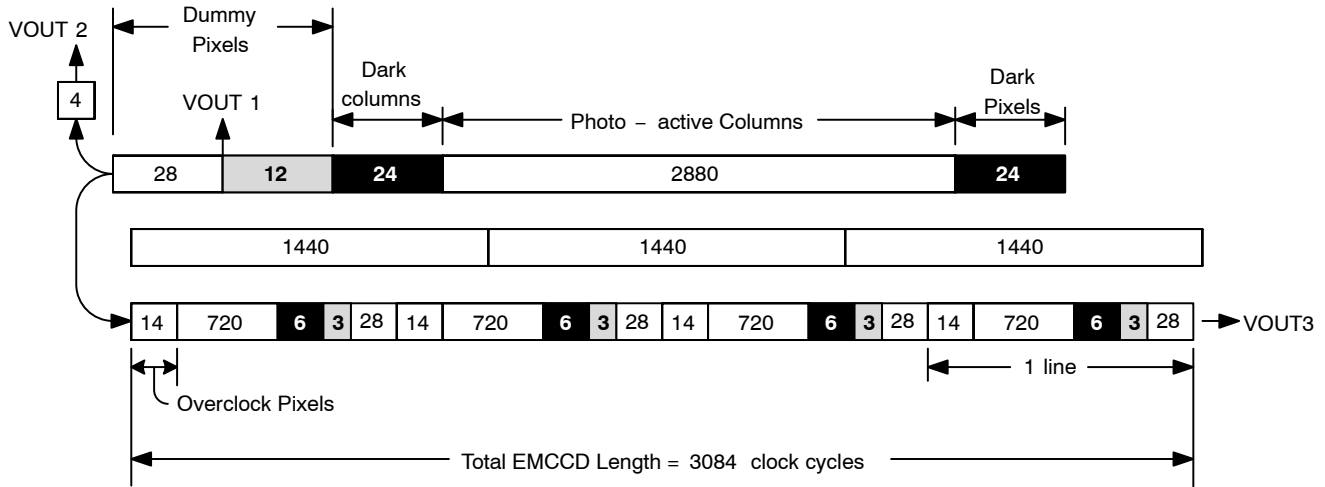 VOUT 2
Dummy
Pixels
4
VOUT 1
Dark
columns
Photo – active Columns
Dark
Pixels
28 12 24 2880 24
1440 1440 1440
14 720 6 3 28 14 720 6 3 28 14 720 6 3 28 14 720 6 3 28
VOUT3
1 line
Overclock Pixels
Total EMCCD Length = 3084 clock cycles